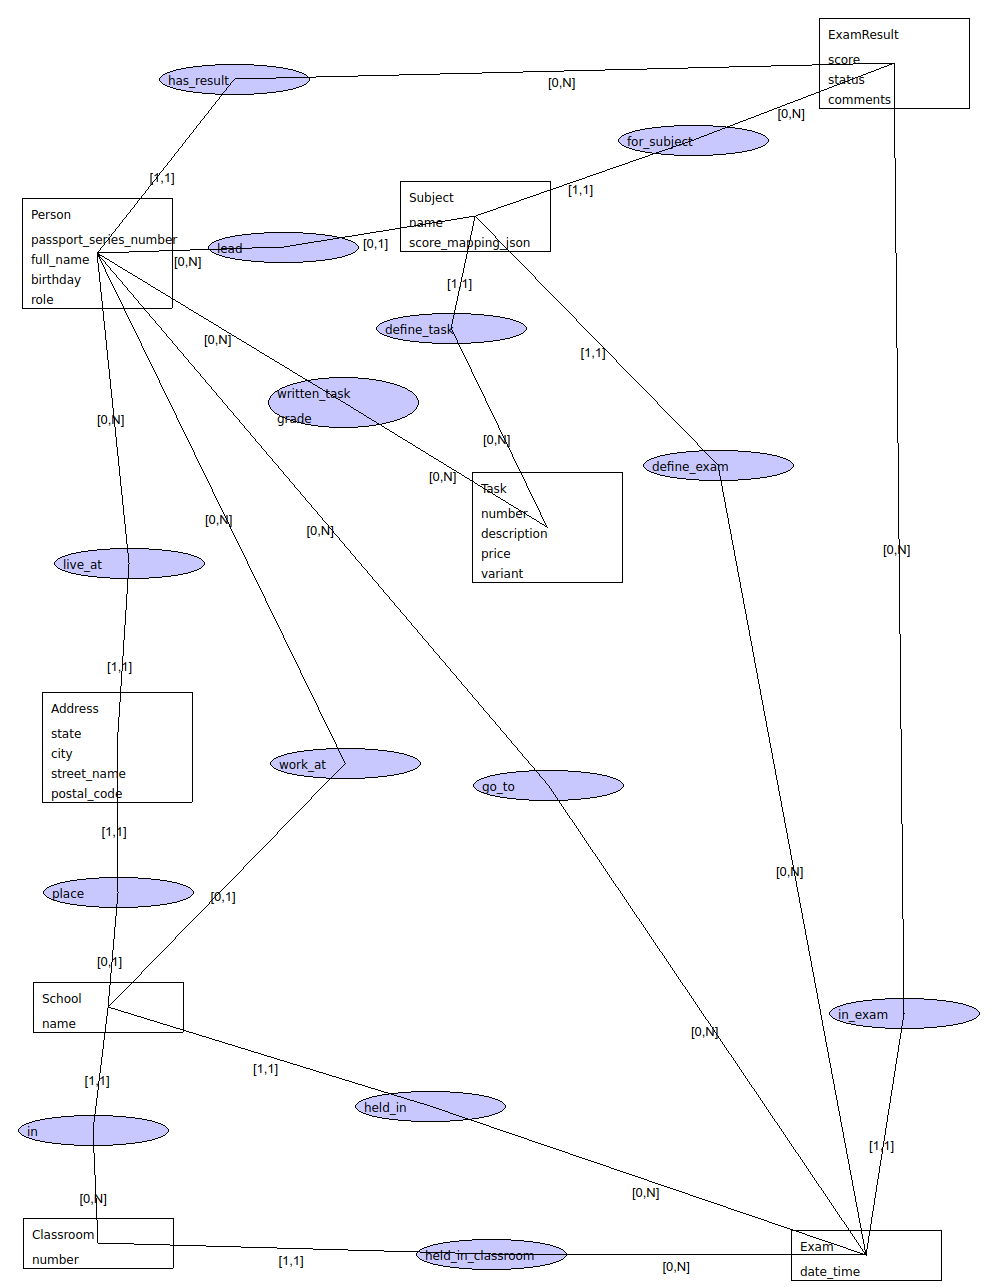 ExamResult
score
status
comments
has_result
[0,N]
[0,N]
for_subject
[1,1]
[1,1]
Person
passport_series_number
full_name
birthday
role
Subject
name
score_mapping_json
lead
[0,1]
[0,N]
[1,1]
define_task
[0,N]
[1,1]
written_task
grade
[0,N]
[0,N]
[0,N]
define_exam
Task
number
description
price
variant
[0,N]
[0,N]
[0,N]
live_at
[1,1]
Address
state
city
street_name
postal_code
work_at
go_to
[1,1]
[0,N]
place
[0,1]
[0,1]
School
name
in_exam
[0,N]
[1,1]
[1,1]
held_in
in
[1,1]
[0,N]
[0,N]
Classroom
number
[1,1]
held_in_classroom
[0,N]
Exam
date_time